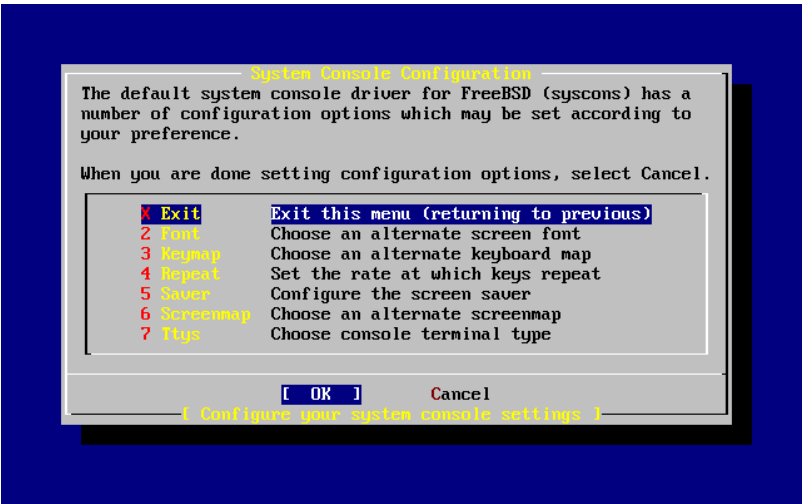 System Console Configuration
The default system console driver for FreeBSD (syscons) has a
number of configuration options which may be set according to
your preference.
When you are done setting configuration options, select Cancel.
X Exit Exit this menu (returning to previous)
2 Font Choose an alternate screen font
3 Keymap Choose an alternate keyboard map
4 Repeat Set the rate at which keys repeat
5 Saver Configure the screen saver
6 Screenmap Choose an alternate screenmap
7 Ttys Choose console terminal type
[ OK ] Cancel
[ Configure your system console settings ]